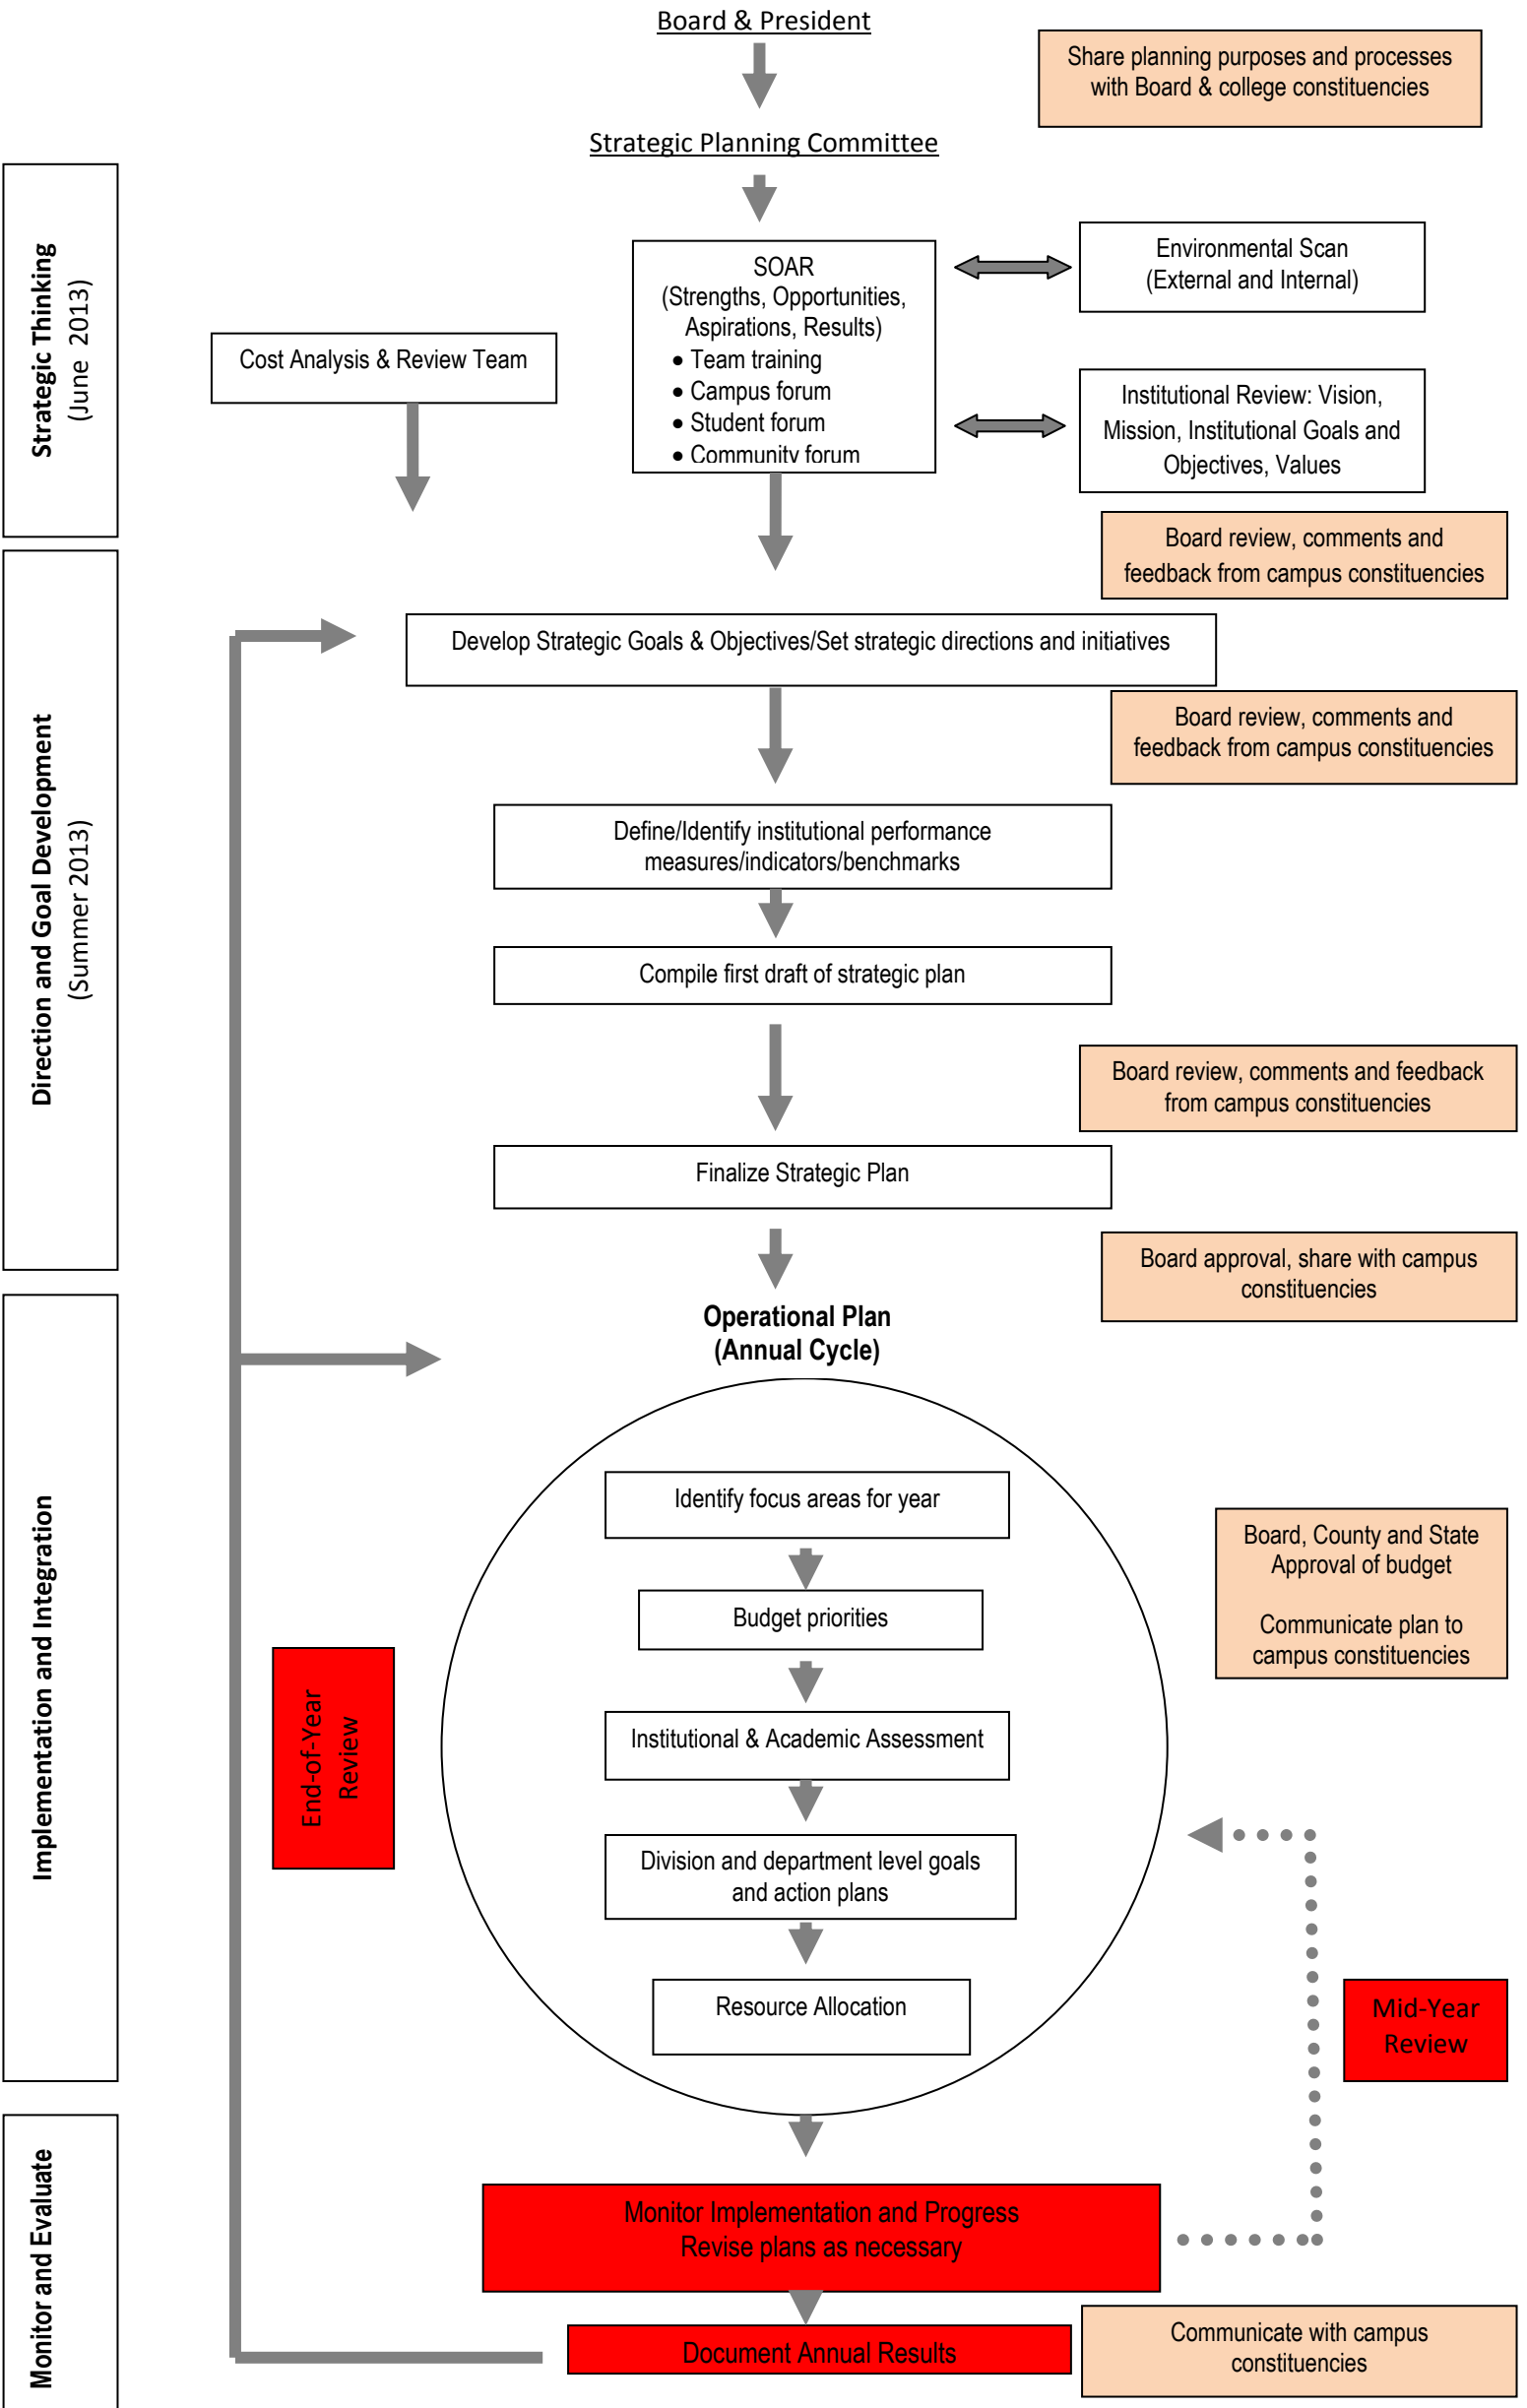 Board & President
Share planning purposes and processes
with Board & college constituencies
Strategic Planning Committee
Strategic Thinking
(June 2013)
SOAR
(Strengths, Opportunities,
Aspirations, Results)
• Team training
• Campus forum
• Student forum
• Community forum
Environmental Scan
(External and Internal)
Cost Analysis & Review Team
Institutional Review: Vision,
Mission, Institutional Goals and
Objectives, Values
Board review, comments and
feedback from campus constituencies
Direction and Goal Development
(Summer 2013)
Develop Strategic Goals & Objectives/Set strategic directions and initiatives
Board review, comments and
feedback from campus constituencies
Define/Identify institutional performance
measures/indicators/benchmarks
Compile first draft of strategic plan
Board review, comments and feedback
from campus constituencies
Finalize Strategic Plan
Board approval, share with campus
constituencies
Implementation and Integration
Operational Plan
(Annual Cycle)
Identify focus areas for year
Budget priorities
Board, County and State
Approval of budget
Communicate plan to
campus constituencies
End-of-Year
Review
Institutional & Academic Assessment
Division and department level goals
and action plans
Resource Allocation
Mid-Year
Review
Monitor and Evaluate
Monitor Implementation and Progress
Revise plans as necessary
Document Annual Results
Communicate with campus
constituencies